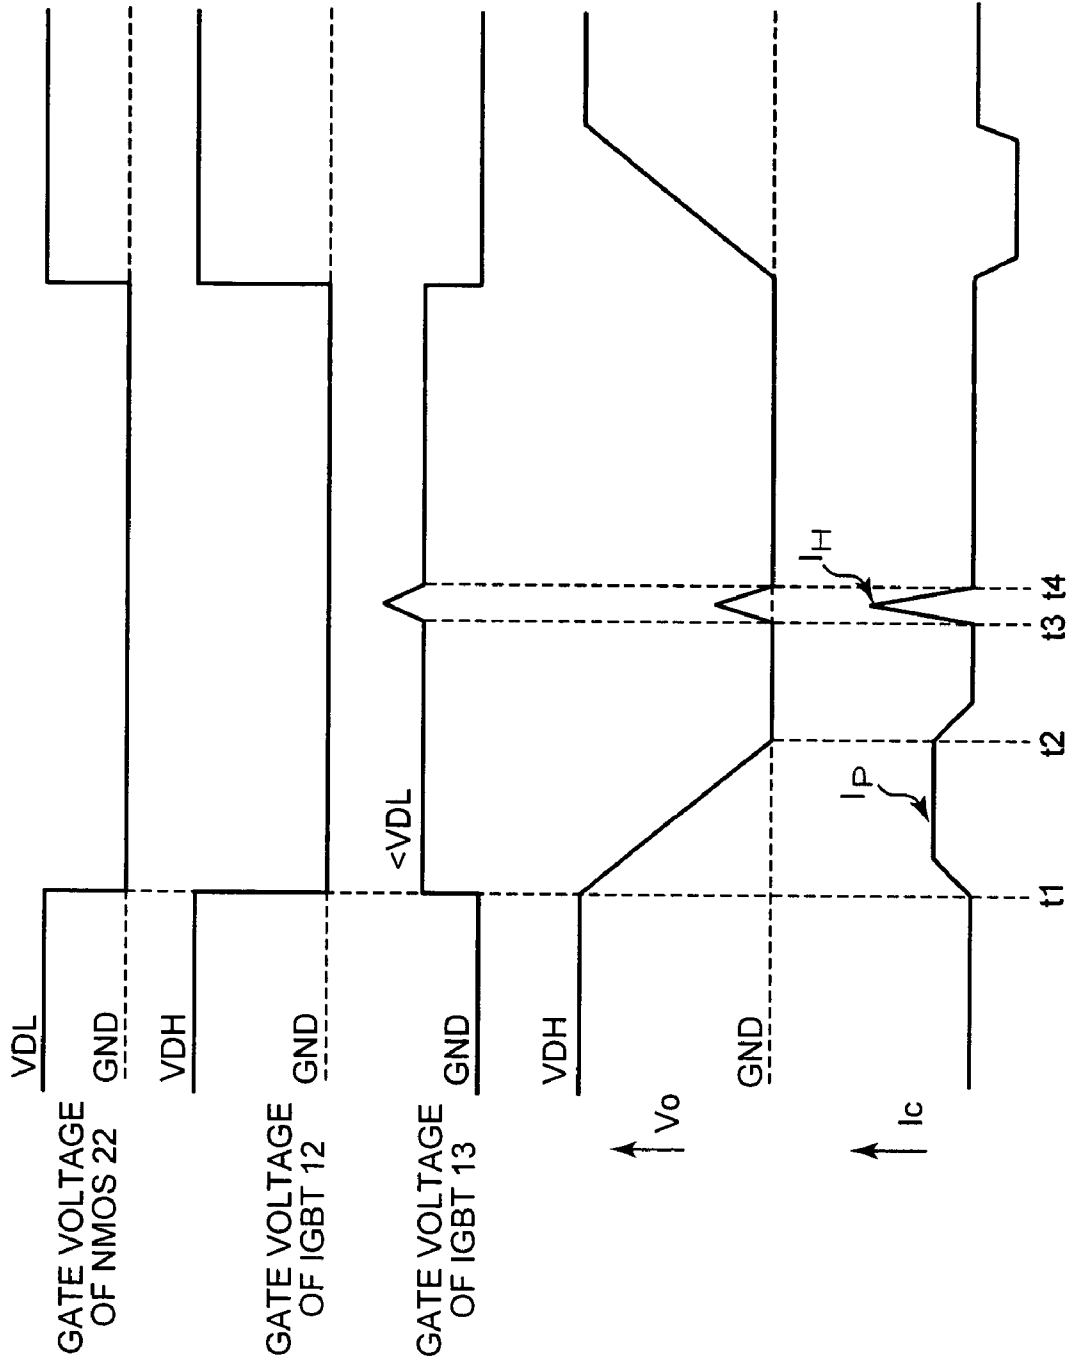 VDL
GND
GATE VOLTAGE
OF NMOS 22
VDH
GND
GATE VOLTAGE
OF IGBT 12
<VDL
GND
GATE VOLTAGE
OF IGBT 13
VDH
GND
Vo
IP
IH
Ic
t1
t2
t3
t4